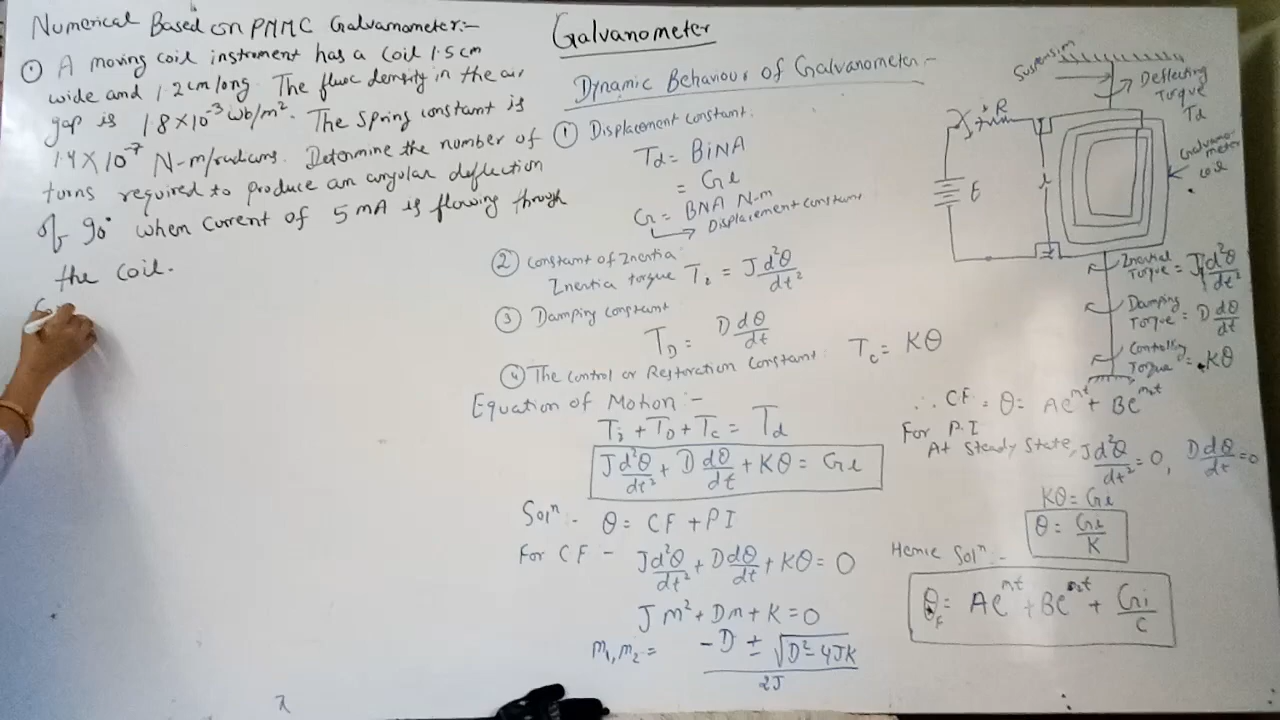 Numerical Based on PMMC Galvanometer:-
① A moving coil instrument has a coil 1.5 cm
wide and 1.2 cm long. The flux density in the air
gap is 1.8×10⁻³ wb/m². The spring constant is
1.4×10⁻⁷ N-m/radians. Determine the number of
turns required to produce an angular deflection
of 90° when current of 5 mA is flowing through
the coil.
Galvanometer
Dynamic Behaviour of Galvanometer:-
① Displacement constant:
Td = BiNA
= Gi
G = BNA N-m
Displacement constant
② Constant of Inertia:
Inertia torque Ti = J d²θ/dt²
③ Damping constant
TD = D dθ/dt
④ The control or Restoration Constant: Tc = Kθ
Equation of Motion:-
Tj + TD + Tc = Td
J d²θ/dt² + D dθ/dt + Kθ = Gi
Solⁿ - θ = CF + PI
For CF - J d²θ/dt² + D dθ/dt + Kθ = 0
Jm² + Dm + K = 0
m₁, m₂ = -D ± √D²-4JK / 2J
Suspension
Deflecting
Torque
Td
R
E
Galvano-
meter
coil
Inertial
Torque = J d²θ/dt²
Damping
Torque = D dθ/dt
Controlling
Torque = Kθ
∴ CF = θ = Ae^m₁t + Be^m₂t
For P.I
At Steady State, J d²θ/dt² = 0, D dθ/dt = 0
Kθ = Gi
θ = Gi/K
Hence Solⁿ:-
θF = Ae^m₁t + Be^m₂t + Gi/C